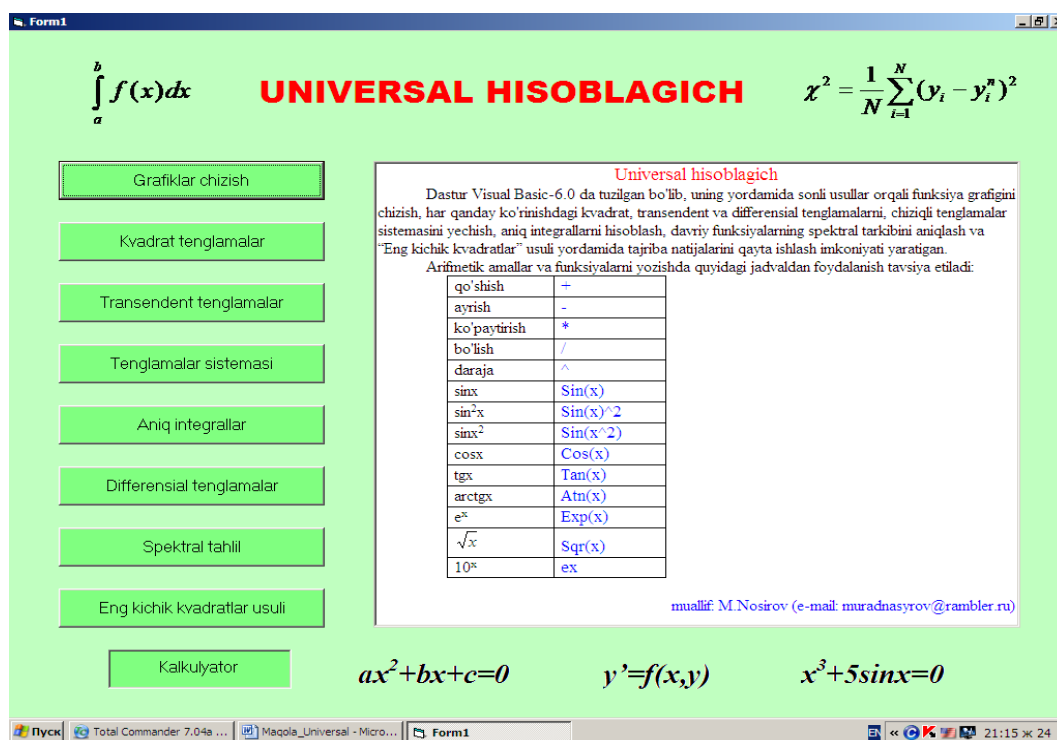 Form1
∫ₐᵇ f(x)dx
UNIVERSAL HISOBLAGICH
χ² = 1/N ∑ᵢ₌₁ᴺ (yᵢ − yᵢⁿ)²
Grafiklar chizish
Kvadrat tenglamalar
Transendent tenglamalar
Tenglamalar sistemasi
Aniq integrallar
Differensial tenglamalar
Spektral tahlil
Eng kichik kvadratlar usuli
Kalkulyator
Universal hisoblagich
Dastur Visual Basic-6.0 da tuzilgan bo'lib, uning yordamida sonli usullar orqali funksiya grafigini
chizish, har qanday ko'rinishdagi kvadrat, transendent va differensial tenglamalarni, chiziqli tenglamalar
sistemasini yechish, aniq integrallarni hisoblash, davriy funksiyalarning spektral tarkibini aniqlash va
“Eng kichik kvadratlar” usuli yordamida tajriba natijalarini qayta ishlash imkoniyati yaratigan.
Arifmetik amallar va funksiyalarni yozishda quyidagi jadvaldan foydalanish tavsiya etiladi:
qo'shish +
ayrish -
ko'paytirish *
bo'lish /
daraja ^
sinx Sin(x)
sin²x Sin(x)^2
sinx² Sin(x^2)
cosx Cos(x)
tgx Tan(x)
arctgx Atn(x)
eˣ Exp(x)
√x Sqr(x)
10ˣ ex
muallif: M.Nosirov (e-mail: muradnasyrov@rambler.ru)
ax²+bx+c=0
y’=f(x,y)
x³+5sinx=0
Пуск
Total Commander 7.04a ...
Maqola_Universal - Micro...
Form1
EN
«
21:15 ж 24